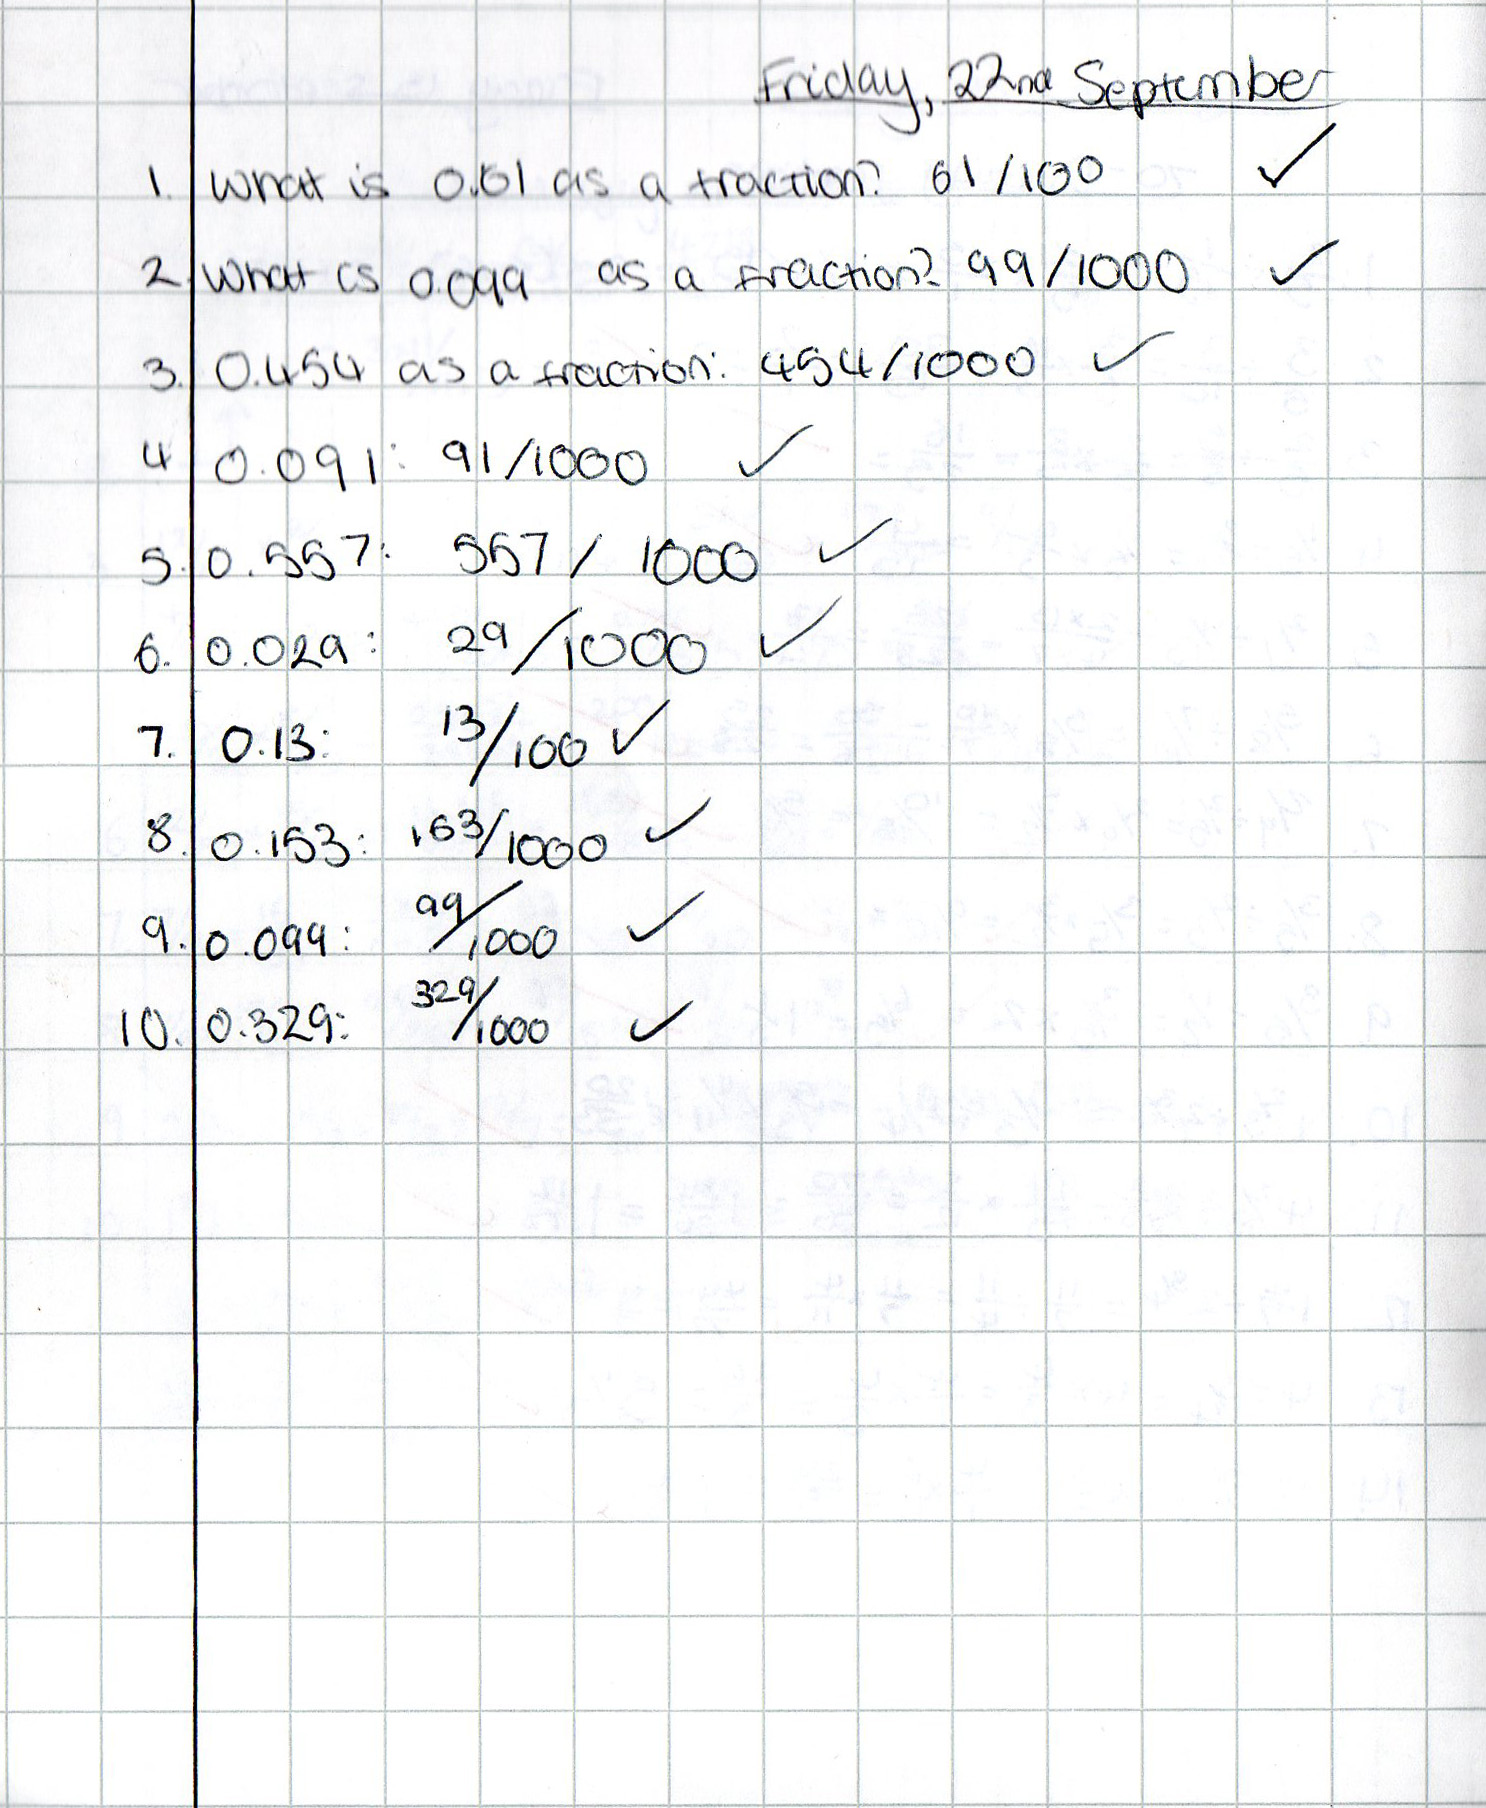 Friday, 22nd September
1. What is 0.61 as a fraction? 61/100 ✓
2. What is 0.099 as a fraction? 99/1000 ✓
3. 0.454 as a fraction: 454/1000 ✓
4 0.091: 91/1000 ✓
5. 0.557: 557/1000 ✓
6. 0.029: 29/1000 ✓
7. 0.13: 13/100 ✓
8. 0.153: 153/1000 ✓
9. 0.099: 99/1000 ✓
10. 0.329: 329/1000 ✓